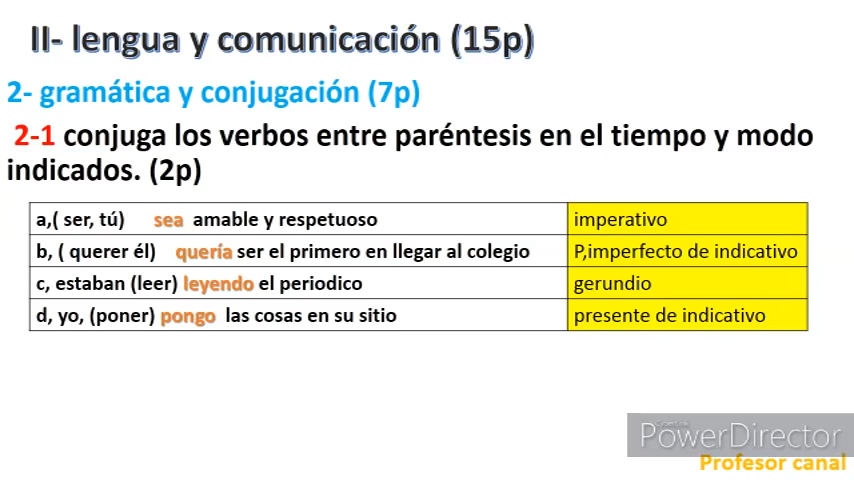 II- lengua y comunicación (15p)
2- gramática y conjugación (7p)
2-1 conjuga los verbos entre paréntesis en el tiempo y modo
indicados. (2p)
a,( ser, tú) sea amable y respetuoso imperativo
b, ( querer él) quería ser el primero en llegar al colegio P,imperfecto de indicativo
c, estaban (leer) leyendo el periodico gerundio
d, yo, (poner) pongo las cosas en su sitio presente de indicativo
CyberLink
PowerDirector
Profesor canal